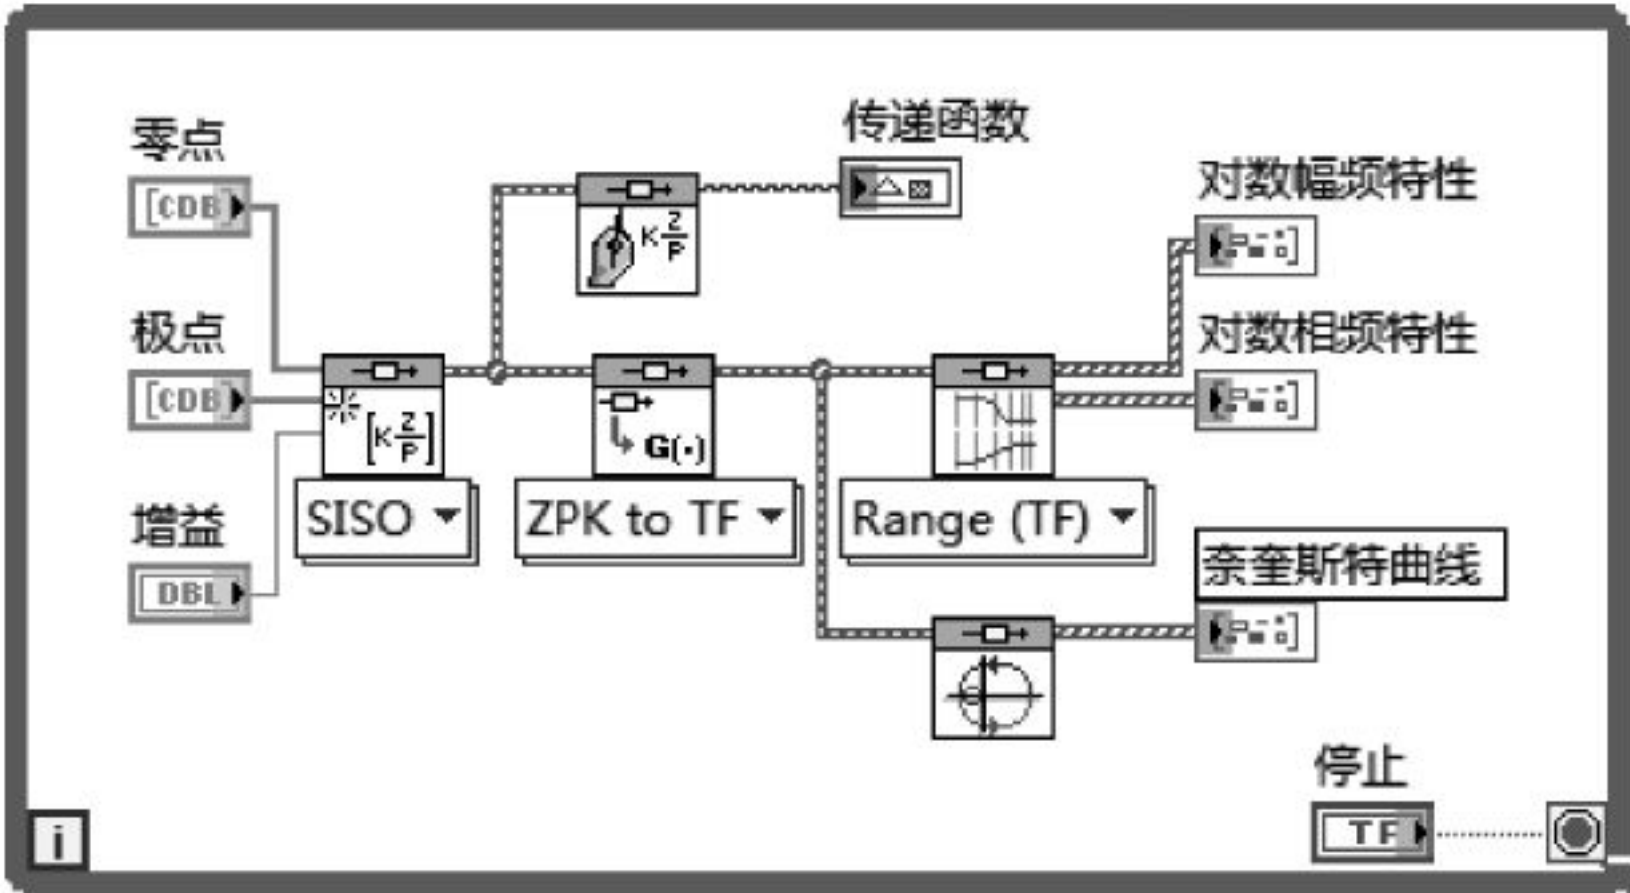 传递函数
零点
[CDB]
K Z/P
对数幅频特性
极点
[CDB]
对数相频特性
[K Z/P]
G(·)
增益
DBL
SISO
ZPK to TF
Range (TF)
奈奎斯特曲线
停止
TF
i